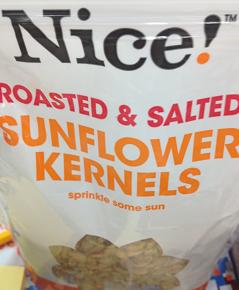 Nice!™
ROASTED & SALTED
SUNFLOWER
KERNELS
sprinkle some sun